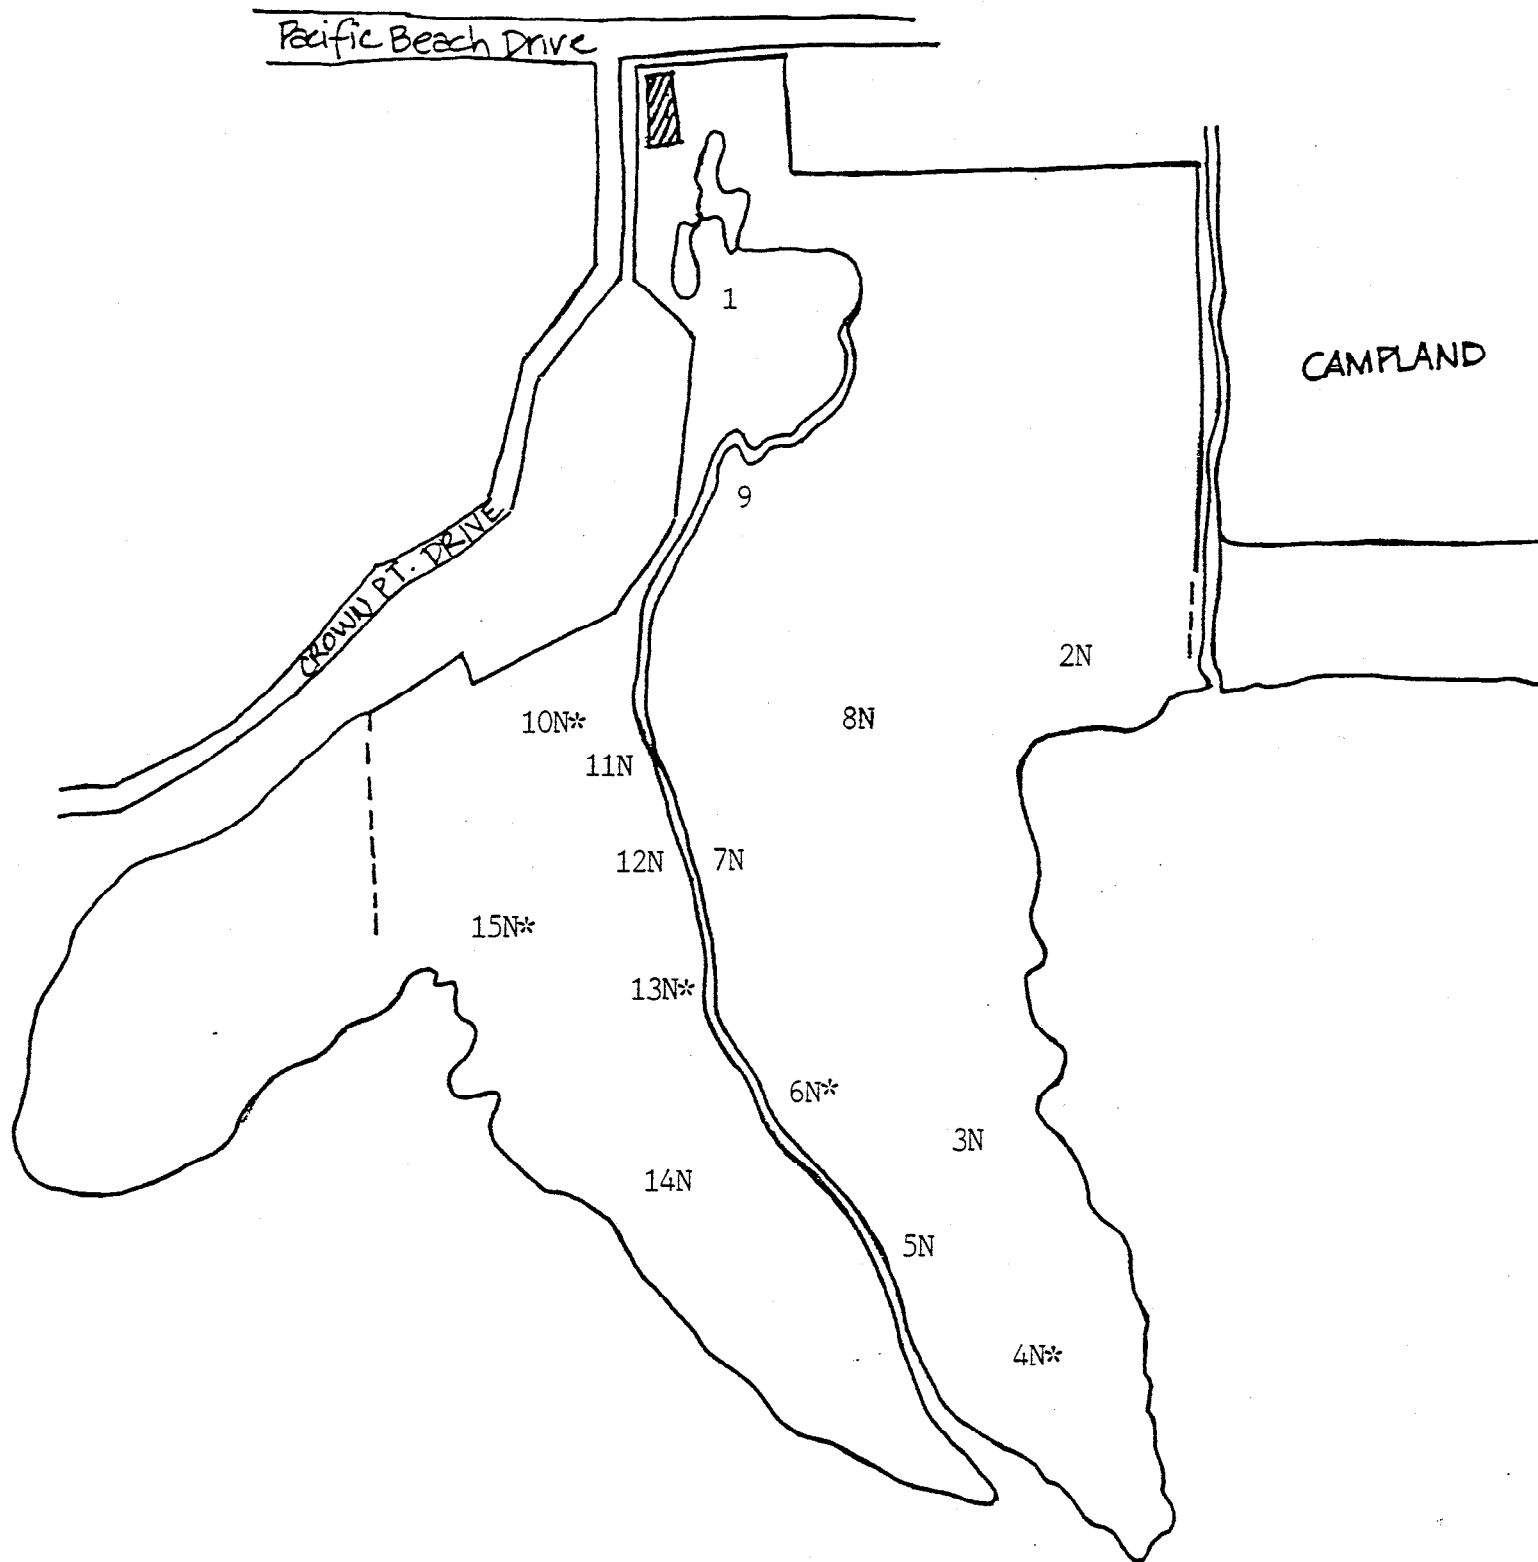 Pacific Beach Drive
1
CAMPLAND
9
CROWN PT. DRIVE
2N
10N*
8N
11N
12N
7N
15N*
13N*
6N*
3N
14N
5N
4N*